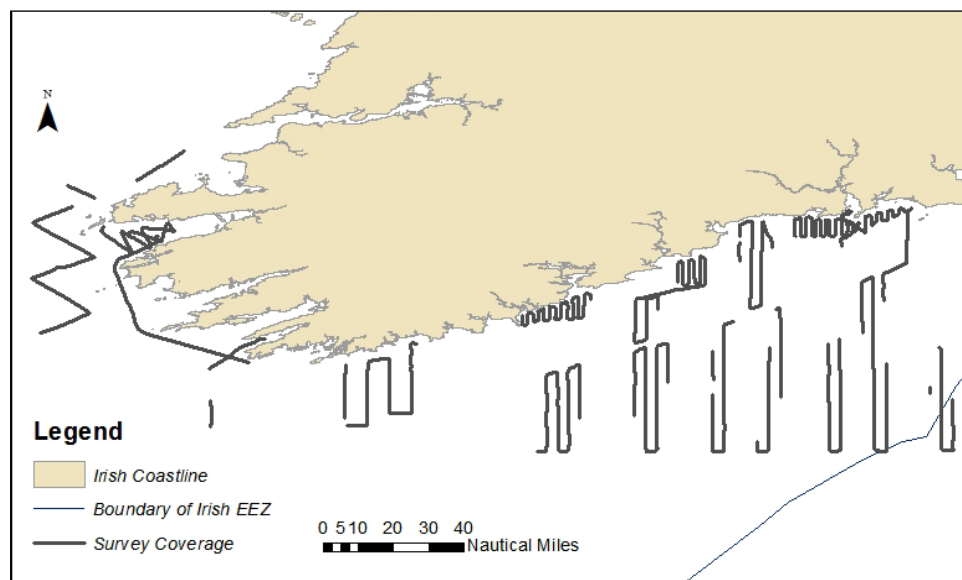 N
Legend
Irish Coastline
Boundary of Irish EEZ
Survey Coverage
0 5 10 20 30 40
Nautical Miles